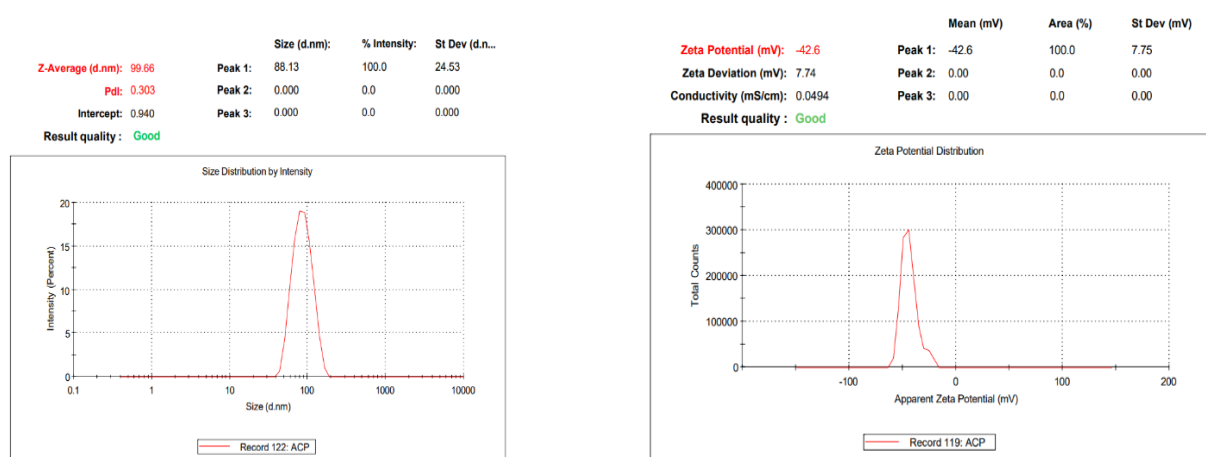 Size (d.nm): % Intensity: St Dev (d.n...
Z-Average (d.nm): 99.66 Peak 1: 88.13 100.0 24.53
PdI: 0.303 Peak 2: 0.000 0.0 0.000
Intercept: 0.940 Peak 3: 0.000 0.0 0.000
Result quality : Good
Size Distribution by Intensity
Intensity (Percent)
20
15
10
5
0
0.1 1 10 100 1000 10000
Size (d.nm)
Record 122: ACP
Mean (mV) Area (%) St Dev (mV)
Zeta Potential (mV): -42.6 Peak 1: -42.6 100.0 7.75
Zeta Deviation (mV): 7.74 Peak 2: 0.00 0.0 0.00
Conductivity (mS/cm): 0.0494 Peak 3: 0.00 0.0 0.00
Result quality : Good
Zeta Potential Distribution
Total Counts
400000
300000
200000
100000
0
-100 0 100 200
Apparent Zeta Potential (mV)
Record 119: ACP